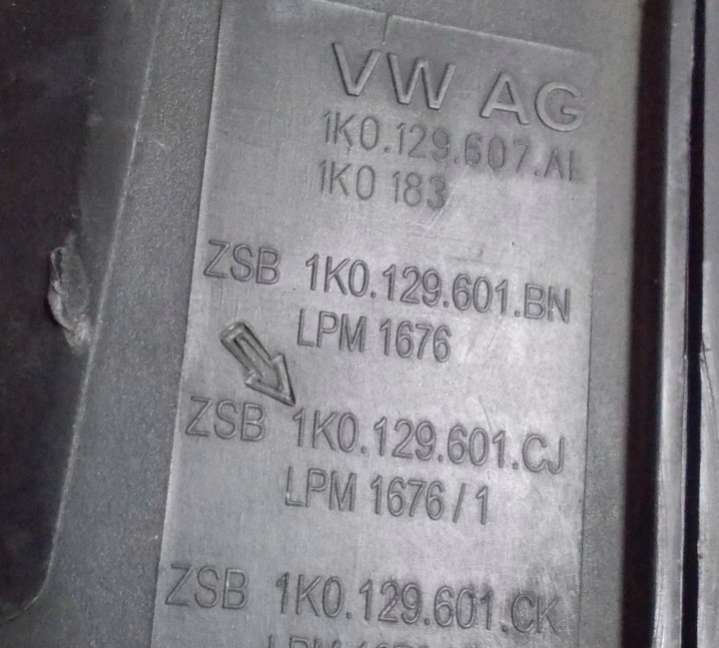 VW AG
1K0.129.607.AL
1K0 183
ZSB 1K0.129.601.BN
LPM 1676
ZSB 1K0.129.601.CJ
LPM 1676/1
ZSB 1K0.129.601.CK
LPM